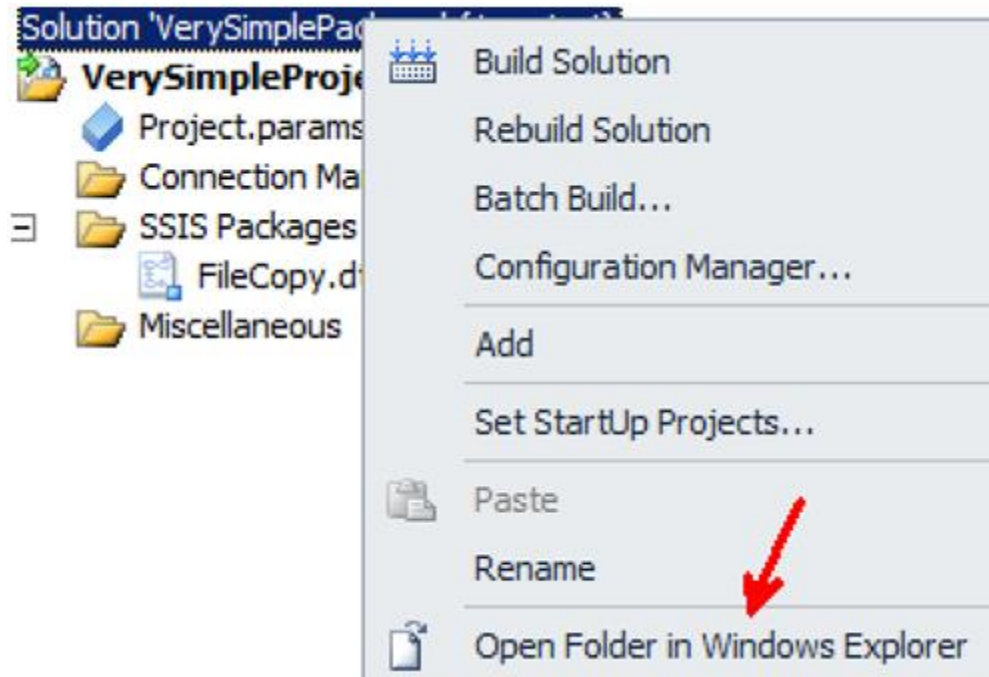 Solution 'VerySimplePac
VerySimpleProje
Project.params
Connection Ma
SSIS Packages
FileCopy.d
Miscellaneous
Build Solution
Rebuild Solution
Batch Build...
Configuration Manager...
Add
Set StartUp Projects...
Paste
Rename
Open Folder in Windows Explorer